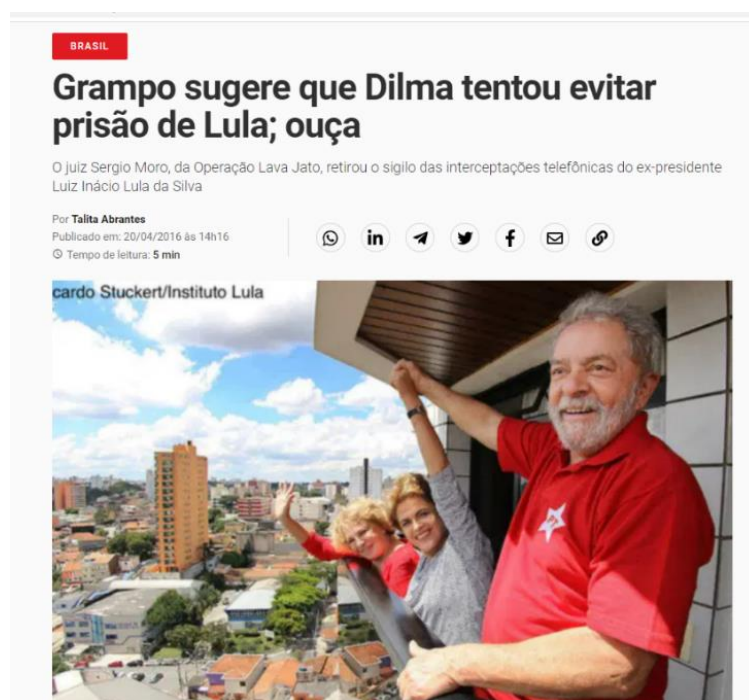 BRASIL
Grampo sugere que Dilma tentou evitar
prisão de Lula; ouça
O juiz Sergio Moro, da Operação Lava Jato, retirou o sigilo das interceptações telefônicas do ex-presidente
Luiz Inácio Lula da Silva
Por Talita Abrantes
Publicado em: 20/04/2016 às 14h16
Tempo de leitura: 5 min
cardo Stuckert/Instituto Lula